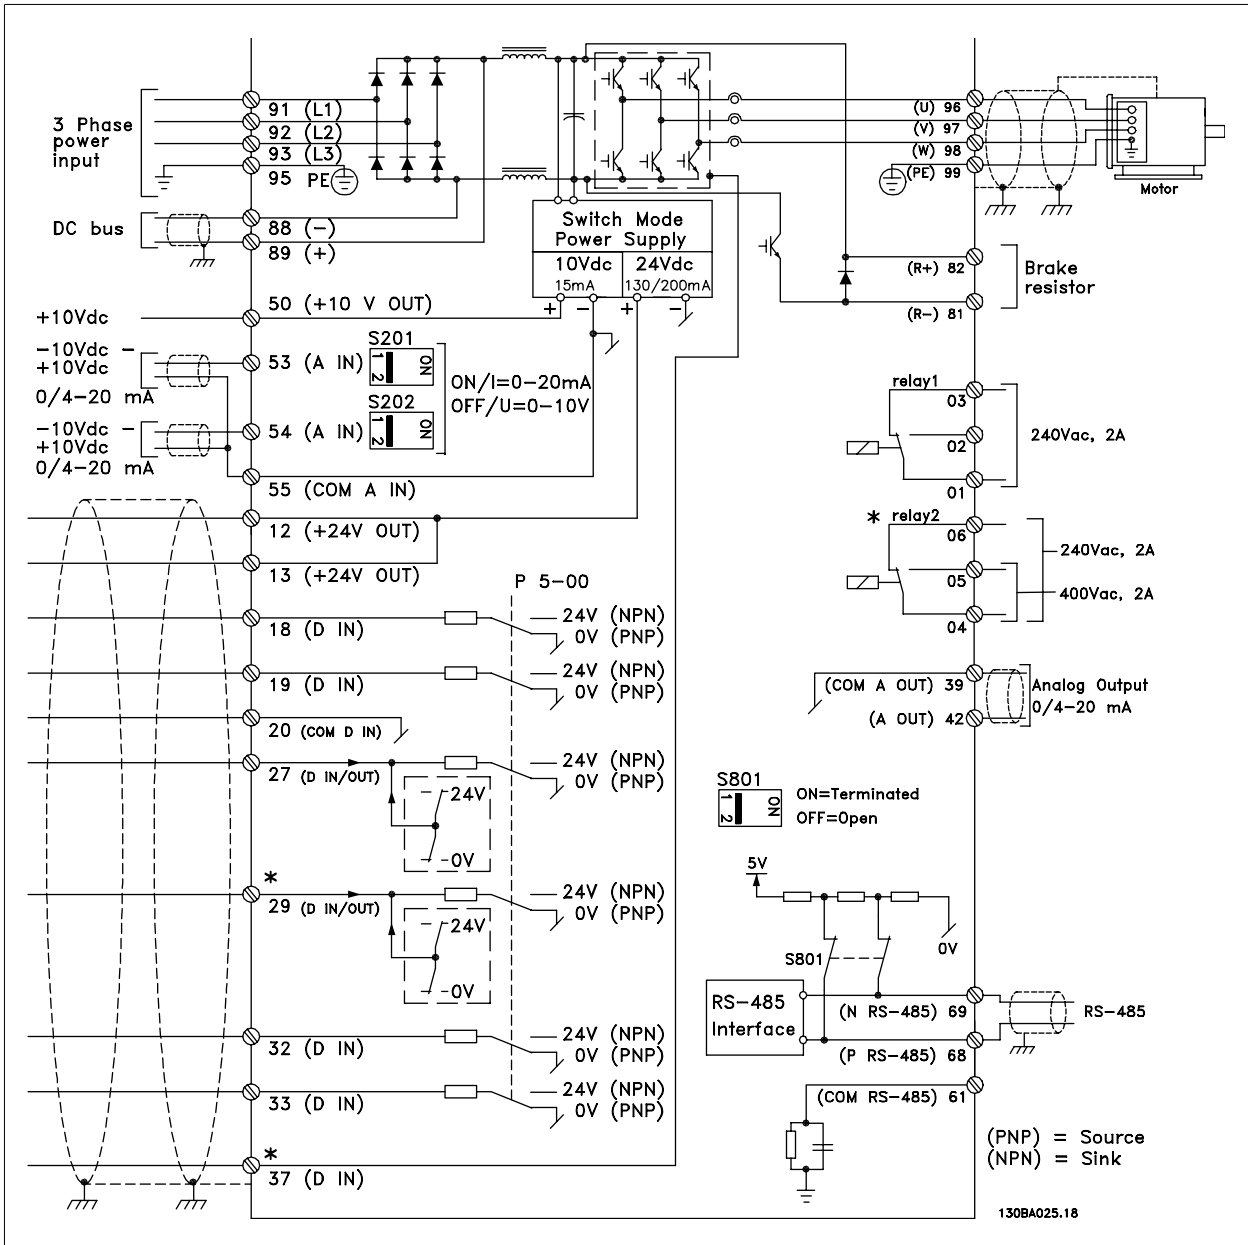 3 Phase
power
input
91 (L1)
92 (L2)
93 (L3)
95 PE
DC bus
88 (−)
89 (+)
+10Vdc
50 (+10 V OUT)
−10Vdc −
+10Vdc
0/4−20 mA
53 (A IN)
S201
1 2
ON
ON/I=0−20mA
OFF/U=0−10V
−10Vdc −
+10Vdc
0/4−20 mA
54 (A IN)
S202
1 2
ON
55 (COM A IN)
12 (+24V OUT)
13 (+24V OUT)
P 5-00
18 (D IN)
24V (NPN)
0V (PNP)
19 (D IN)
24V (NPN)
0V (PNP)
20 (COM D IN)
27 (D IN/OUT)
24V (NPN)
0V (PNP)
24V
0V
*
29 (D IN/OUT)
24V (NPN)
0V (PNP)
24V
0V
32 (D IN)
24V (NPN)
0V (PNP)
33 (D IN)
24V (NPN)
0V (PNP)
*
37 (D IN)
Switch Mode
Power Supply
10Vdc
15mA
24Vdc
130/200mA
+ − + −
(U) 96
(V) 97
(W) 98
(PE) 99
Motor
(R+) 82
(R−) 81
Brake
resistor
relay1
03
02
01
240Vac, 2A
* relay2
06
05
04
240Vac, 2A
400Vac, 2A
(COM A OUT) 39
(A OUT) 42
Analog Output
0/4−20 mA
S801
1 2
ON
ON=Terminated
OFF=Open
5V
0V
S801
RS-485
Interface
(N RS-485) 69
(P RS-485) 68
(COM RS-485) 61
RS-485
(PNP) = Source
(NPN) = Sink
130BA025.18